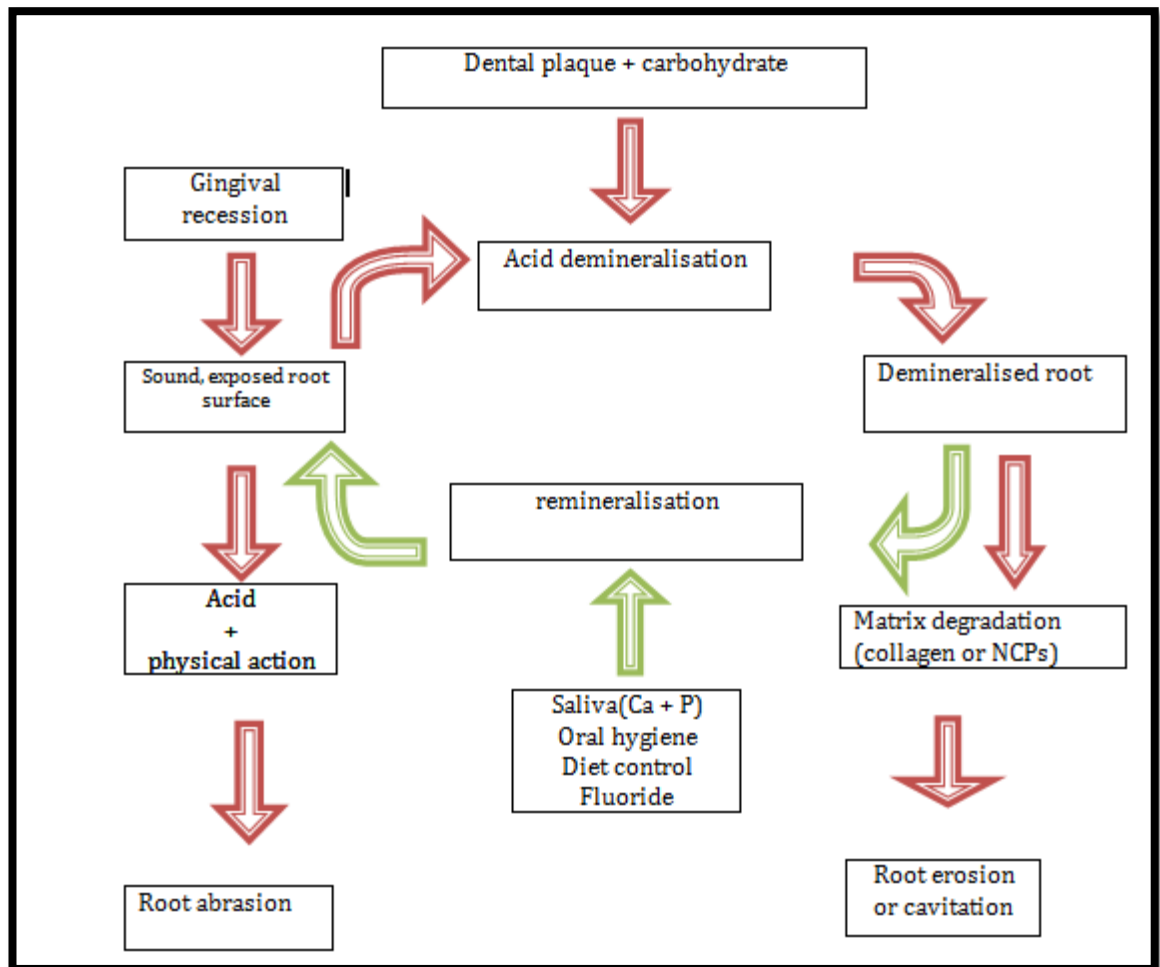 Dental plaque + carbohydrate
Gingival
recession
Acid demineralisation
Sound, exposed root
surface
Demineralised root
remineralisation
Acid
+
physical action
Matrix degradation
(collagen or NCPs)
Saliva(Ca + P)
Oral hygiene
Diet control
Fluoride
Root abrasion
Root erosion
or cavitation